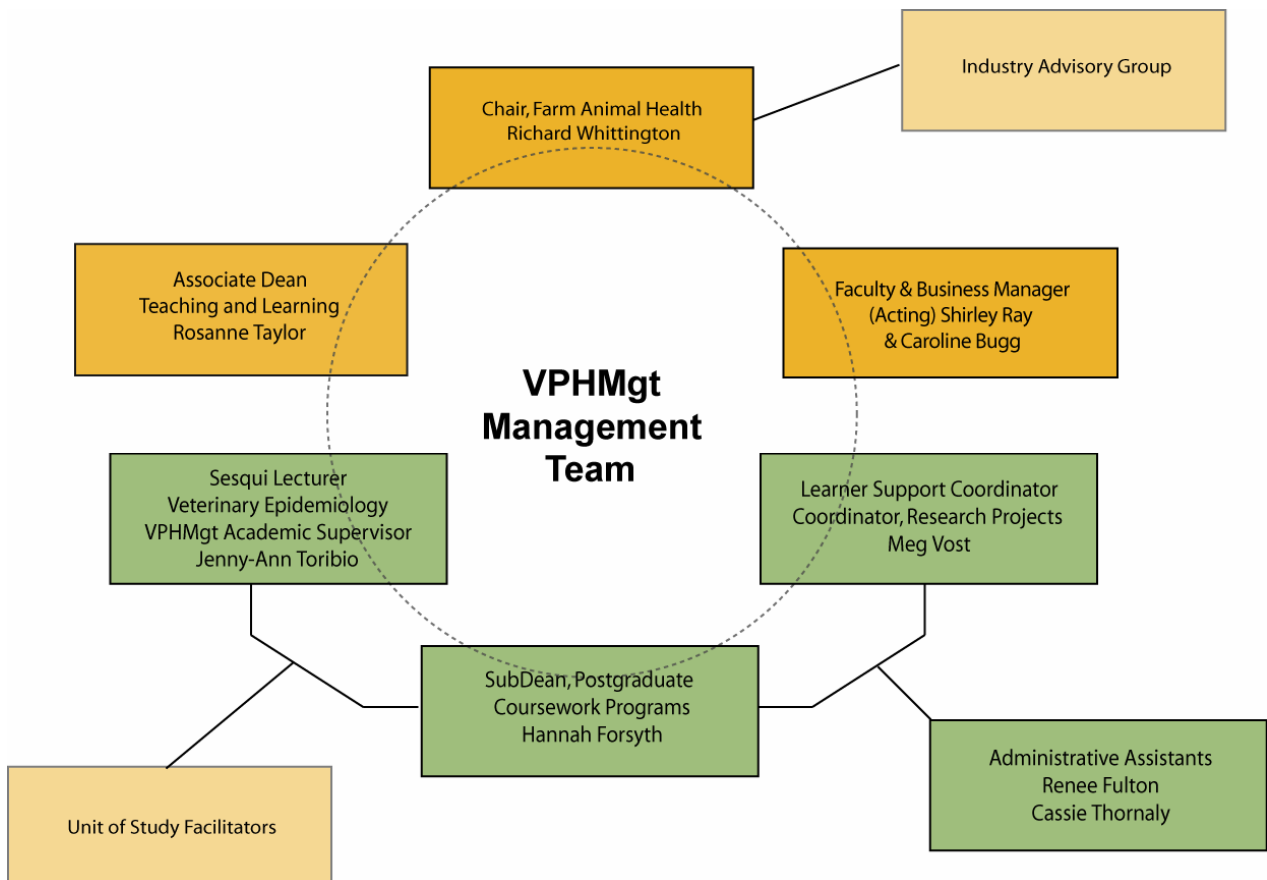 Industry Advisory Group
Chair, Farm Animal Health
Richard Whittington
Associate Dean
Teaching and Learning
Rosanne Taylor
Faculty & Business Manager
(Acting) Shirley Ray
& Caroline Bugg
VPHMgt
Management
Team
Sesqui Lecturer
Veterinary Epidemiology
VPHMgt Academic Supervisor
Jenny-Ann Toribio
Learner Support Coordinator
Coordinator, Research Projects
Meg Vost
SubDean, Postgraduate
Coursework Programs
Hannah Forsyth
Administrative Assistants
Renee Fulton
Cassie Thornaly
Unit of Study Facilitators